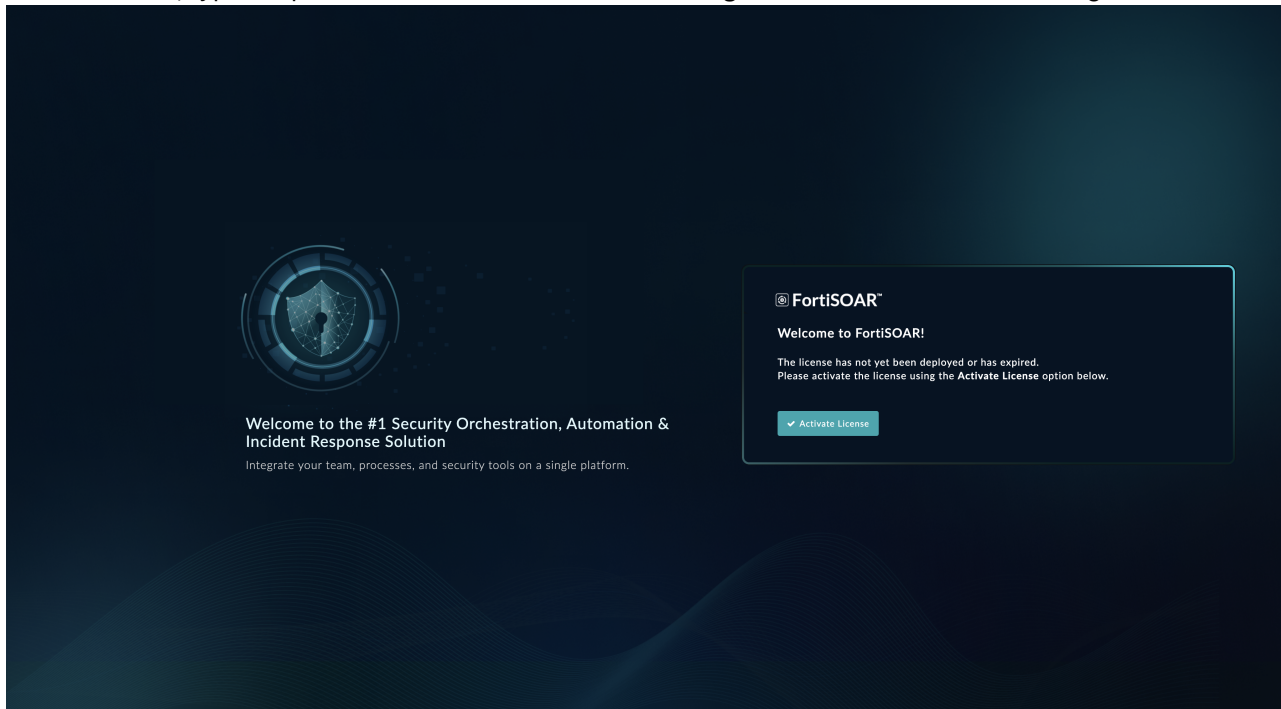 Welcome to the #1 Security Orchestration, Automation &
Incident Response Solution
Integrate your team, processes, and security tools on a single platform.
FortiSOAR™
Welcome to FortiSOAR!
The license has not yet been deployed or has expired.
Please activate the license using the Activate License option below.
Activate License